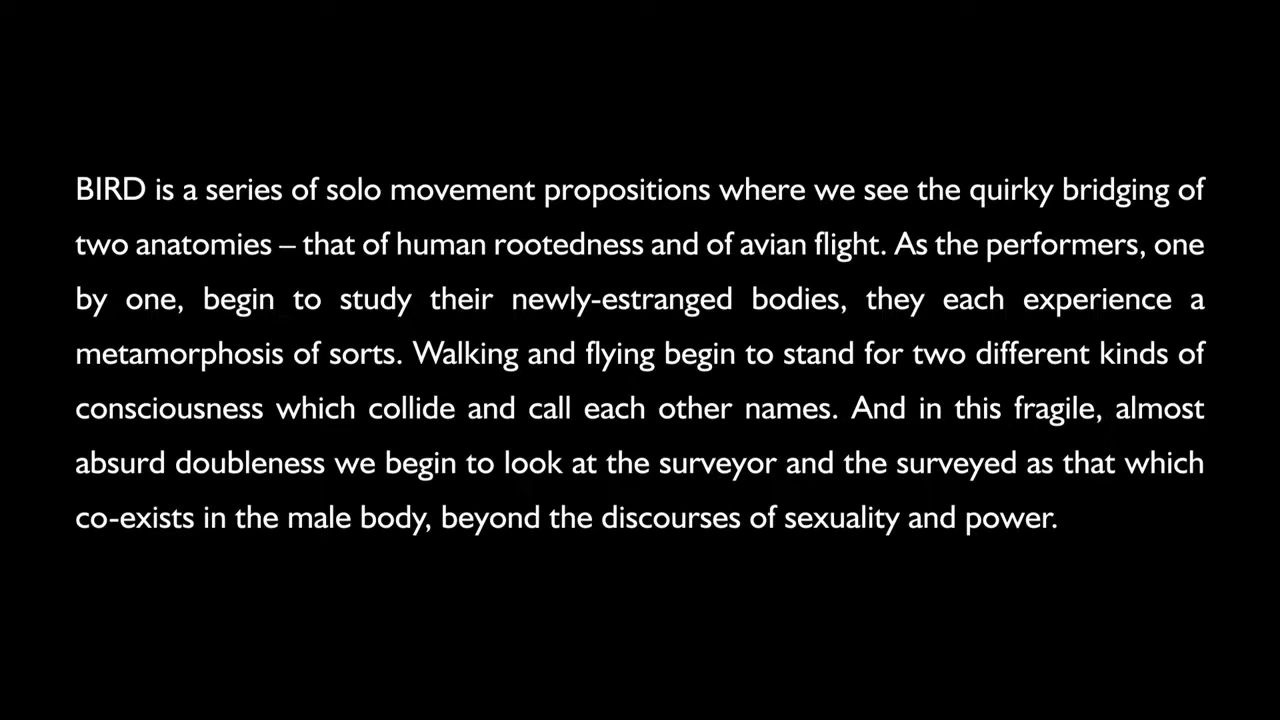 BIRD is a series of solo movement propositions where we see the quirky bridging of
two anatomies – that of human rootedness and of avian flight. As the performers, one
by one, begin to study their newly-estranged bodies, they each experience a
metamorphosis of sorts. Walking and flying begin to stand for two different kinds of
consciousness which collide and call each other names. And in this fragile, almost
absurd doubleness we begin to look at the surveyor and the surveyed as that which
co-exists in the male body, beyond the discourses of sexuality and power.